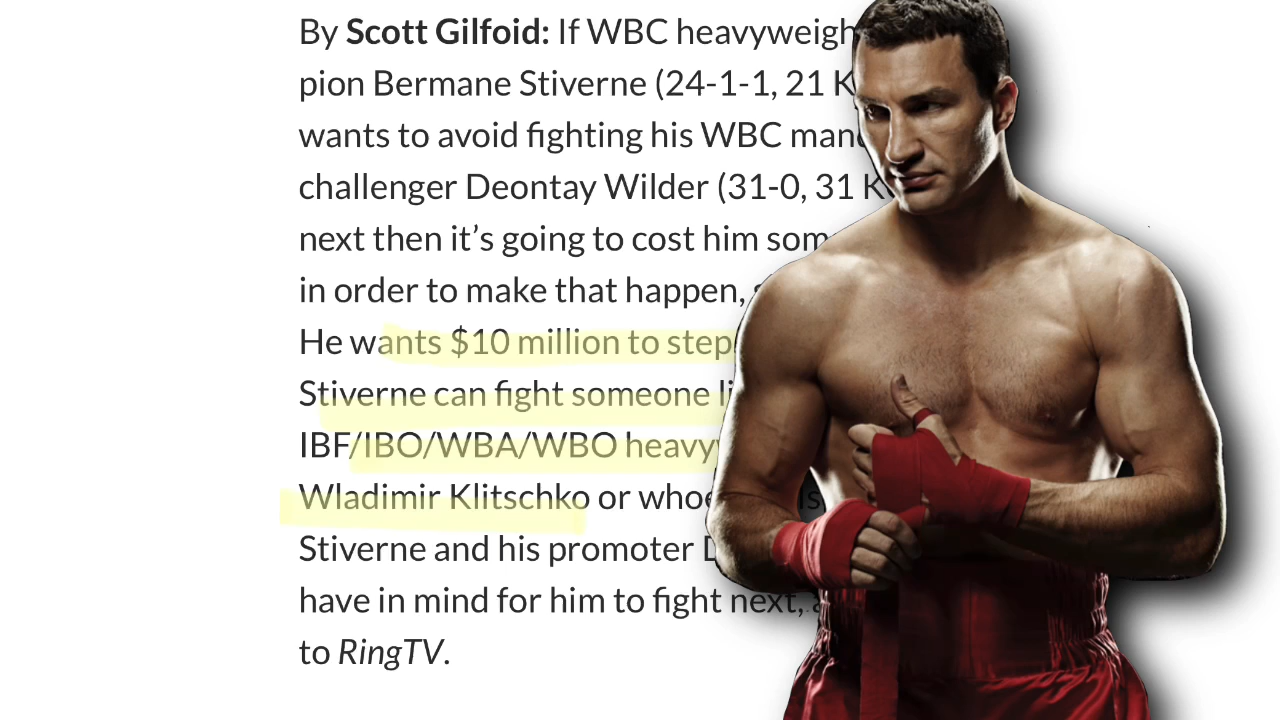 By Scott Gilfoid: If WBC heavyweigh
pion Bermane Stiverne (24-1-1, 21 K
wants to avoid fighting his WBC man
challenger Deontay Wilder (31-0, 31 K
next then it’s going to cost him som
in order to make that happen,
He wants $10 million to step
Stiverne can fight someone li
IBF/IBO/WBA/WBO heavy
Wladimir Klitschko or whoe
Stiverne and his promoter D
have in mind for him to fight next,
to RingTV.